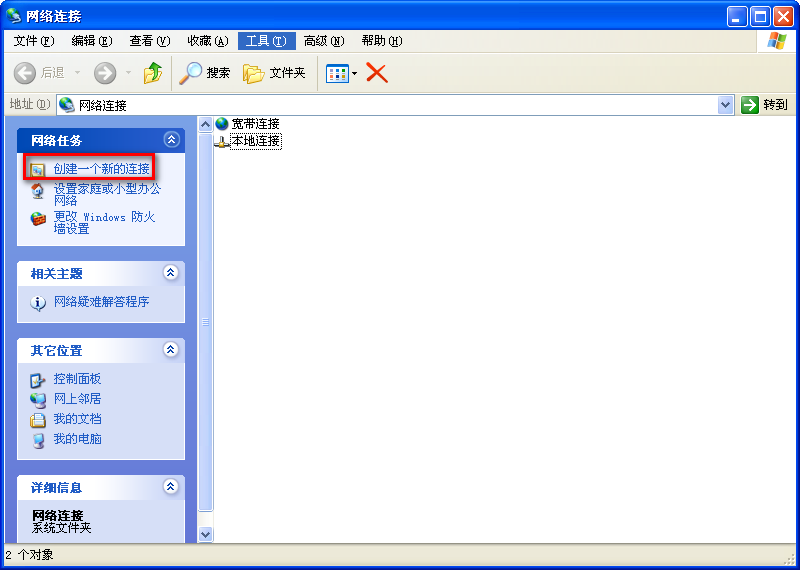 网络连接
文件(F) 编辑(E) 查看(V) 收藏(A) 工具(T) 高级(N) 帮助(H)
后退 搜索 文件夹
地址(D) 网络连接 转到
网络任务
创建一个新的连接
设置家庭或小型办公
网络
更改 Windows 防火
墙设置
相关主题
网络疑难解答程序
其它位置
控制面板
网上邻居
我的文档
我的电脑
详细信息
网络连接
系统文件夹
宽带连接
本地连接
2 个对象